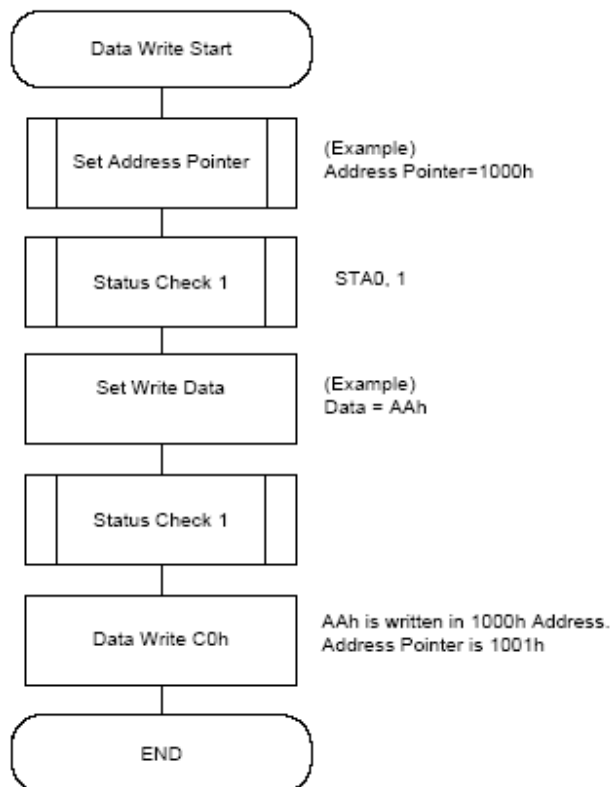 Data Write Start
Set Address Pointer
(Example)
Address Pointer=1000h
Status Check 1
STA0, 1
Set Write Data
(Example)
Data = AAh
Status Check 1
Data Write C0h
AAh is written in 1000h Address.
Address Pointer is 1001h
END